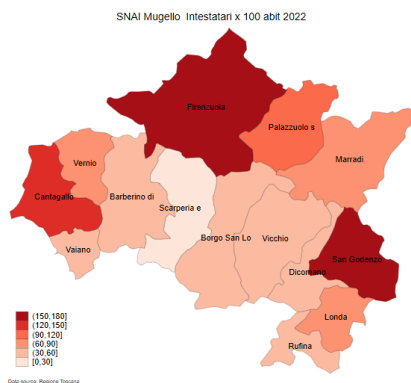 SNAI Mugello Intestatari x 100 abit 2022
Firenzuola
Palazzuolo s
Marradi
Vernio
Cantagallo
Barberino di
Scarperia e
Vaiano
Borgo San Lo
Vicchio
San Godenzo
Dicomano
Londa
Rufina
(150,180]
(120,150]
(90,120]
(60,90]
(30,60]
[0,30]
Data source: Regione Toscana